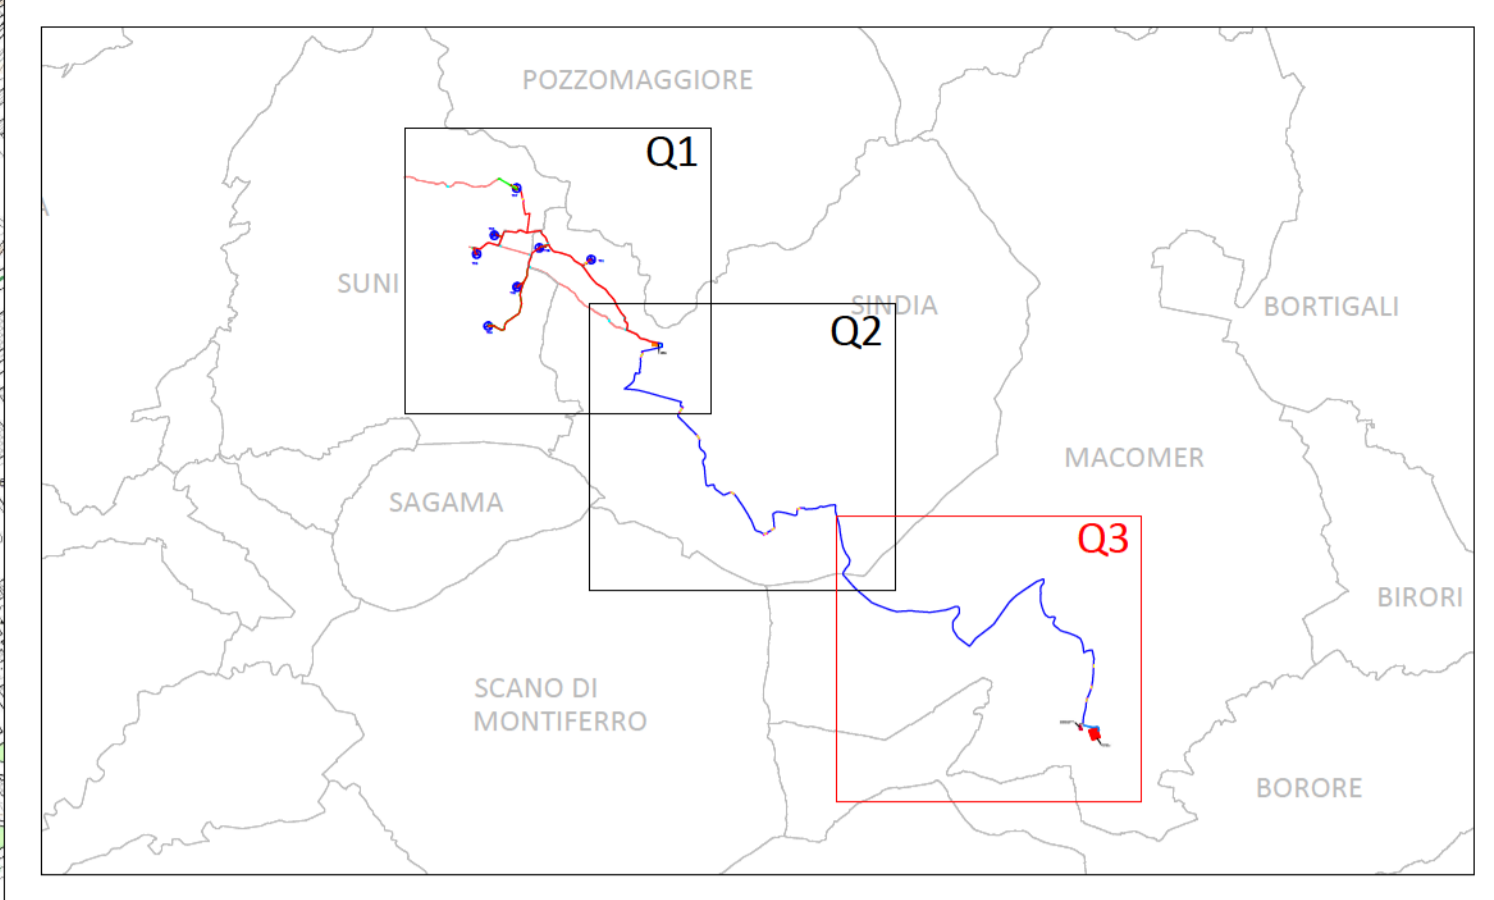 POZZOMAGGIORE
Q1
SUNI
SINDIA
BORTIGALI
Q2
MACOMER
SAGAMA
Q3
BIRORI
SCANO DI
MONTIFERRO
BORORE